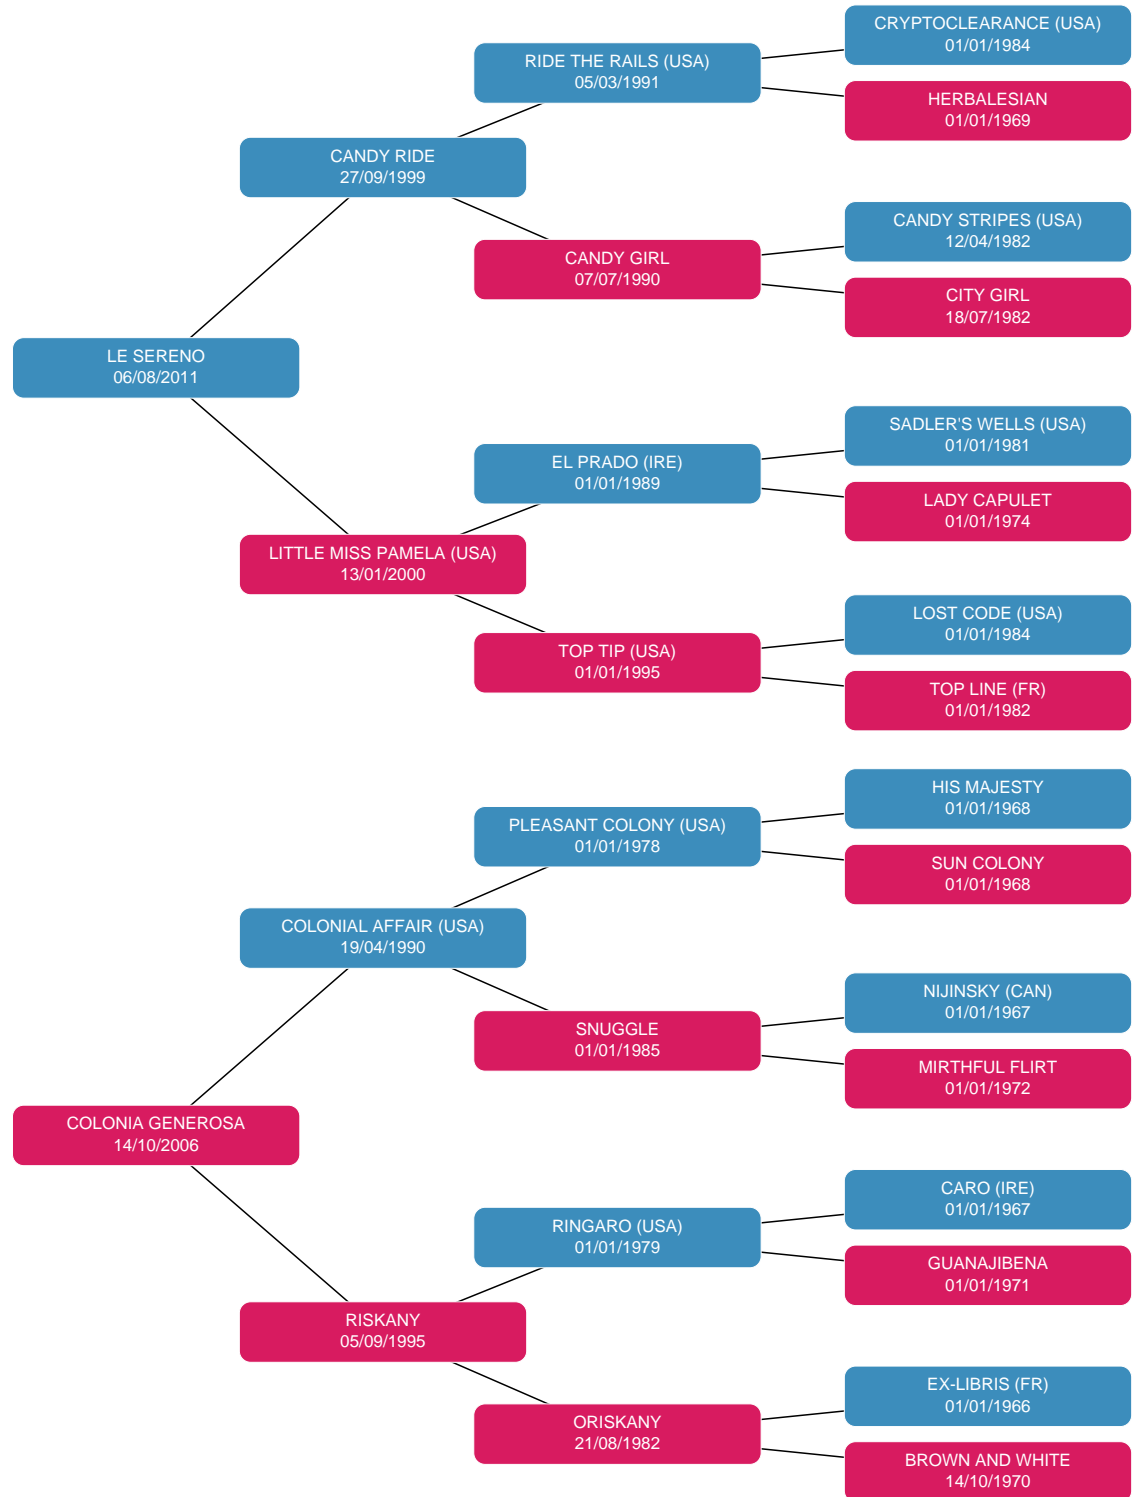 CRYPTOCLEARANCE (USA)
01/01/1984
RIDE THE RAILS (USA)
05/03/1991
HERBALESIAN
01/01/1969
CANDY RIDE
27/09/1999
CANDY STRIPES (USA)
12/04/1982
CANDY GIRL
07/07/1990
CITY GIRL
18/07/1982
LE SERENO
06/08/2011
SADLER'S WELLS (USA)
01/01/1981
EL PRADO (IRE)
01/01/1989
LADY CAPULET
01/01/1974
LITTLE MISS PAMELA (USA)
13/01/2000
LOST CODE (USA)
01/01/1984
TOP TIP (USA)
01/01/1995
TOP LINE (FR)
01/01/1982
HIS MAJESTY
01/01/1968
PLEASANT COLONY (USA)
01/01/1978
SUN COLONY
01/01/1968
COLONIAL AFFAIR (USA)
19/04/1990
NIJINSKY (CAN)
01/01/1967
SNUGGLE
01/01/1985
MIRTHFUL FLIRT
01/01/1972
COLONIA GENEROSA
14/10/2006
CARO (IRE)
01/01/1967
RINGARO (USA)
01/01/1979
GUANAJIBENA
01/01/1971
RISKANY
05/09/1995
EX-LIBRIS (FR)
01/01/1966
ORISKANY
21/08/1982
BROWN AND WHITE
14/10/1970